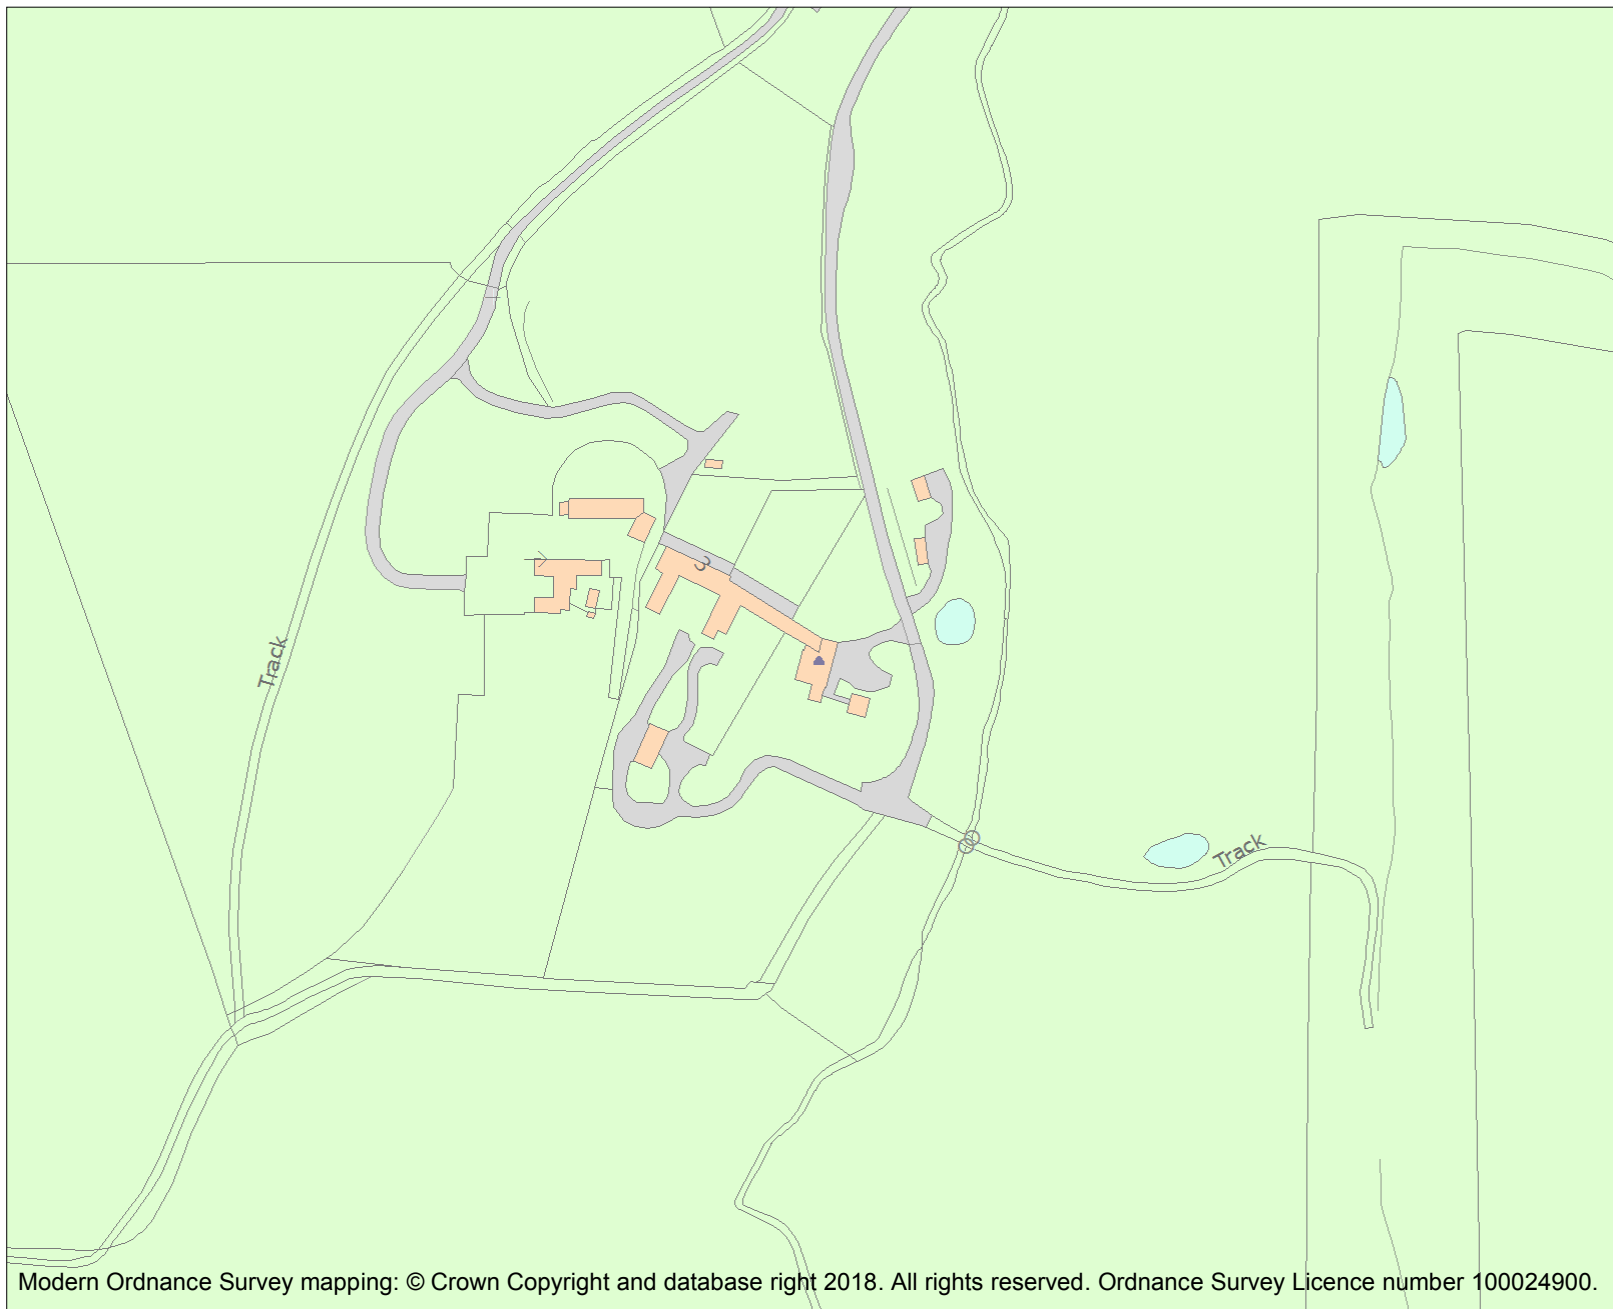 3
Track
Track
Modern Ordnance Survey mapping: © Crown Copyright and database right 2018. All rights reserved. Ordnance Survey Licence number 100024900.